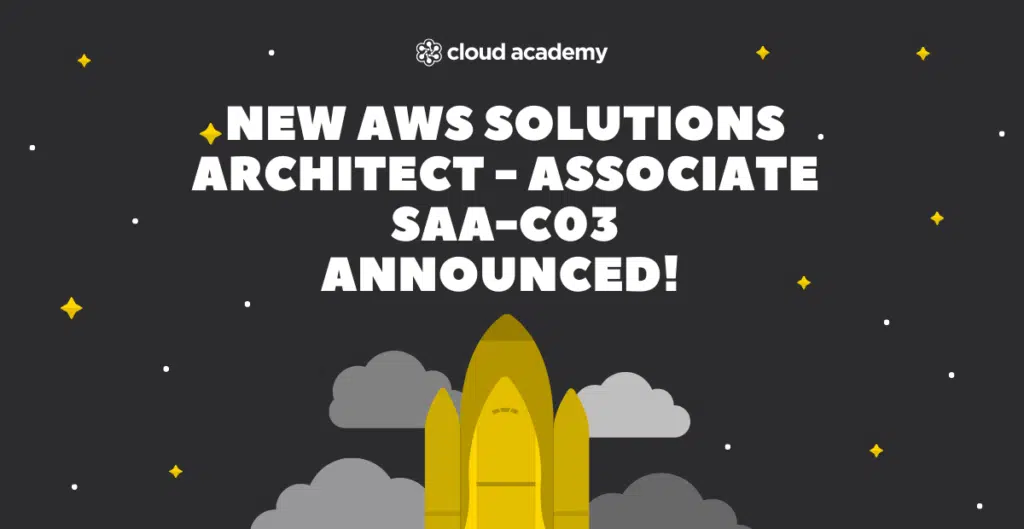 cloud academy
NEW AWS SOLUTIONS
ARCHITECT - ASSOCIATE
SAA-C03
ANNOUNCED!